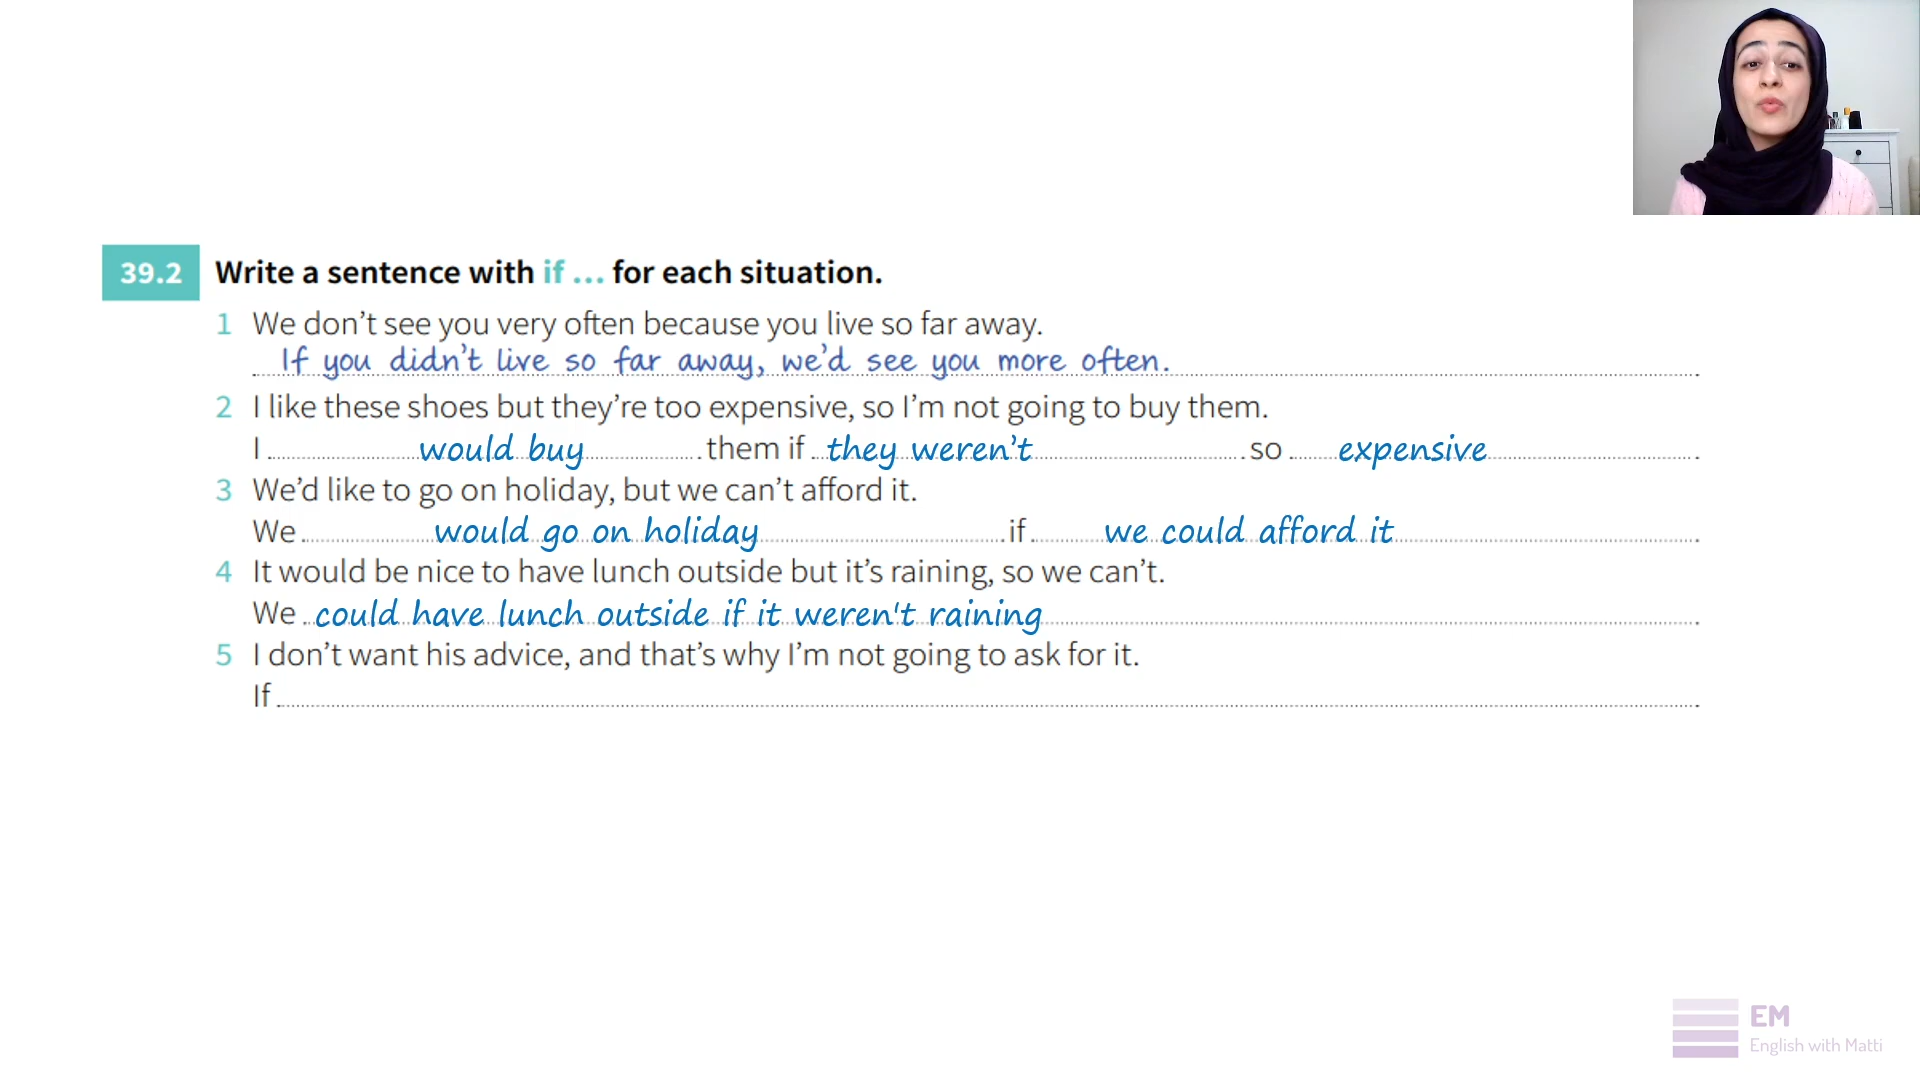 39.2 Write a sentence with if ... for each situation.
1 We don't see you very often because you live so far away.
If you didn't live so far away, we'd see you more often.
2 I like these shoes but they're too expensive, so I'm not going to buy them.
I would buy them if they weren't so expensive.
3 We'd like to go on holiday, but we can't afford it.
We would go on holiday if we could afford it.
4 It would be nice to have lunch outside but it's raining, so we can't.
We could have lunch outside if it weren't raining.
5 I don't want his advice, and that's why I'm not going to ask for it.
If .
EM
English with Matti